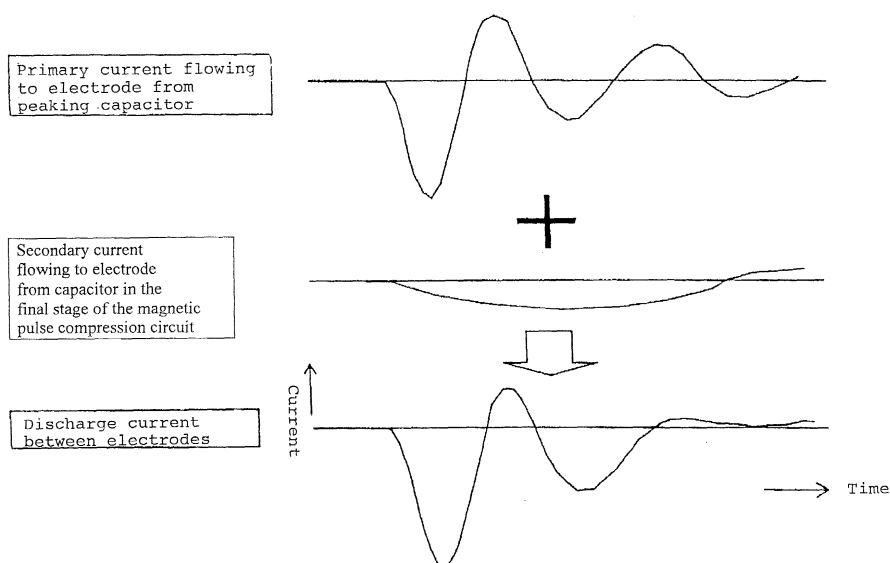 Primary current flowing
to electrode from
peaking capacitor
Secondary current
flowing to electrode
from capacitor in the
final stage of the magnetic
pulse compression circuit
Current
Discharge current
between electrodes
Time